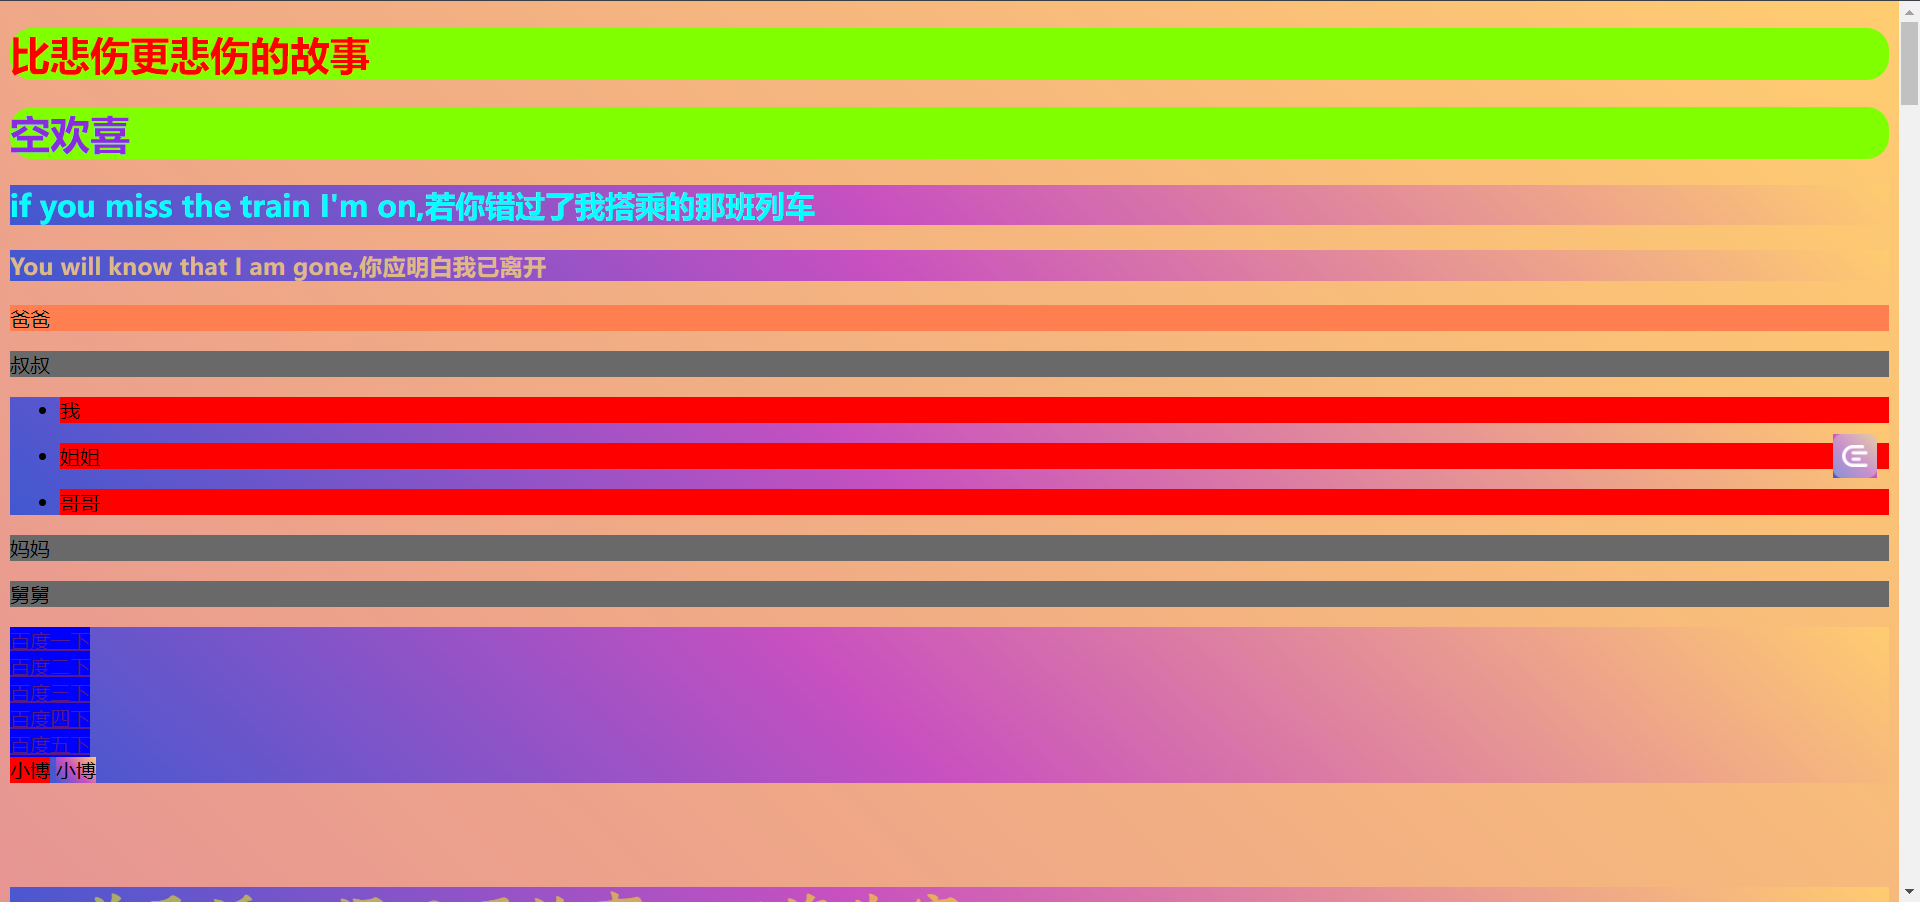 比悲伤更悲伤的故事
空欢喜
if you miss the train I'm on,若你错过了我搭乘的那班列车
You will know that I am gone,你应明白我已离开
爸爸
叔叔
我
姐姐
哥哥
妈妈
舅舅
百度一下
百度二下
百度三下
百度四下
百度五下
小博 小博